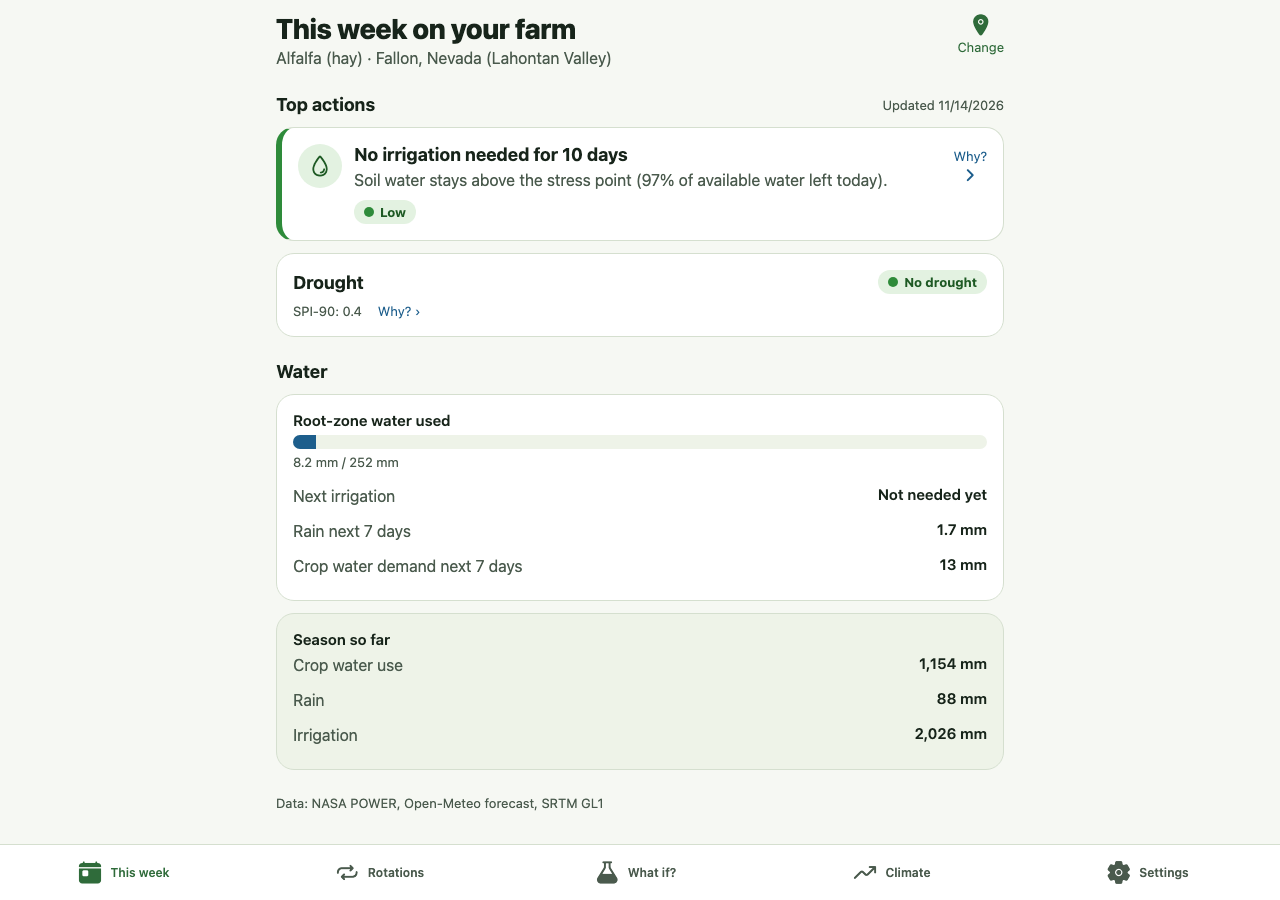 This week on your farm
Alfalfa (hay) · Fallon, Nevada (Lahontan Valley)
Change
Top actions
Updated 11/14/2026
No irrigation needed for 10 days
Why?
Soil water stays above the stress point (97% of available water left today).
Low
Drought
No drought
SPI-90: 0.4
Why? ›
Water
Root-zone water used
8.2 mm / 252 mm
Next irrigation
Not needed yet
Rain next 7 days
1.7 mm
Crop water demand next 7 days
13 mm
Season so far
Crop water use
1,154 mm
Rain
88 mm
Irrigation
2,026 mm
Data: NASA POWER, Open-Meteo forecast, SRTM GL1
This week
Rotations
What if?
Climate
Settings